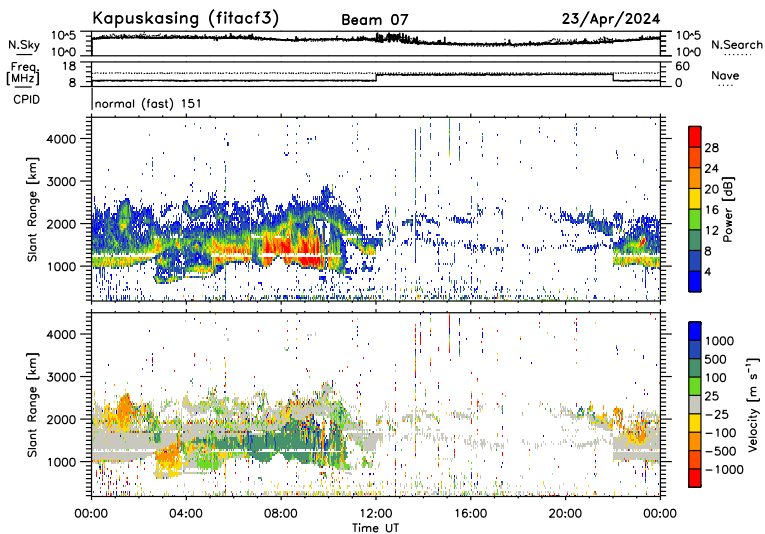 Kapuskasing (fitacf3) Beam 07 23/Apr/2024
N.Sky 10^5 10^0 10^5 10^0 N.Search
Freq. [MHz] 18 8 60 0 Nave
CPID normal (fast) 151
Slant Range [km] 4000 3000 2000 1000
Power [dB] 28 24 20 16 12 8 4
Slant Range [km] 4000 3000 2000 1000
Velocity [m s⁻¹] 1000 500 100 25 −25 −100 −500 −1000
00:00 04:00 08:00 12:00 16:00 20:00 00:00
Time UT